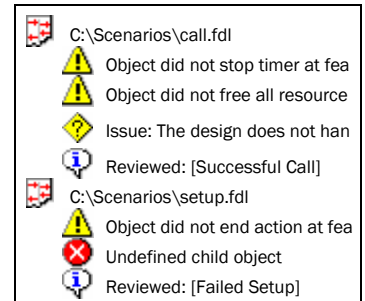 C:\Scenarios\call.fdl
Object did not stop timer at fea
Object did not free all resource
Issue: The design does not han
Reviewed: [Successful Call]
C:\Scenarios\setup.fdl
Object did not end action at fea
Undefined child object
Reviewed: [Failed Setup]